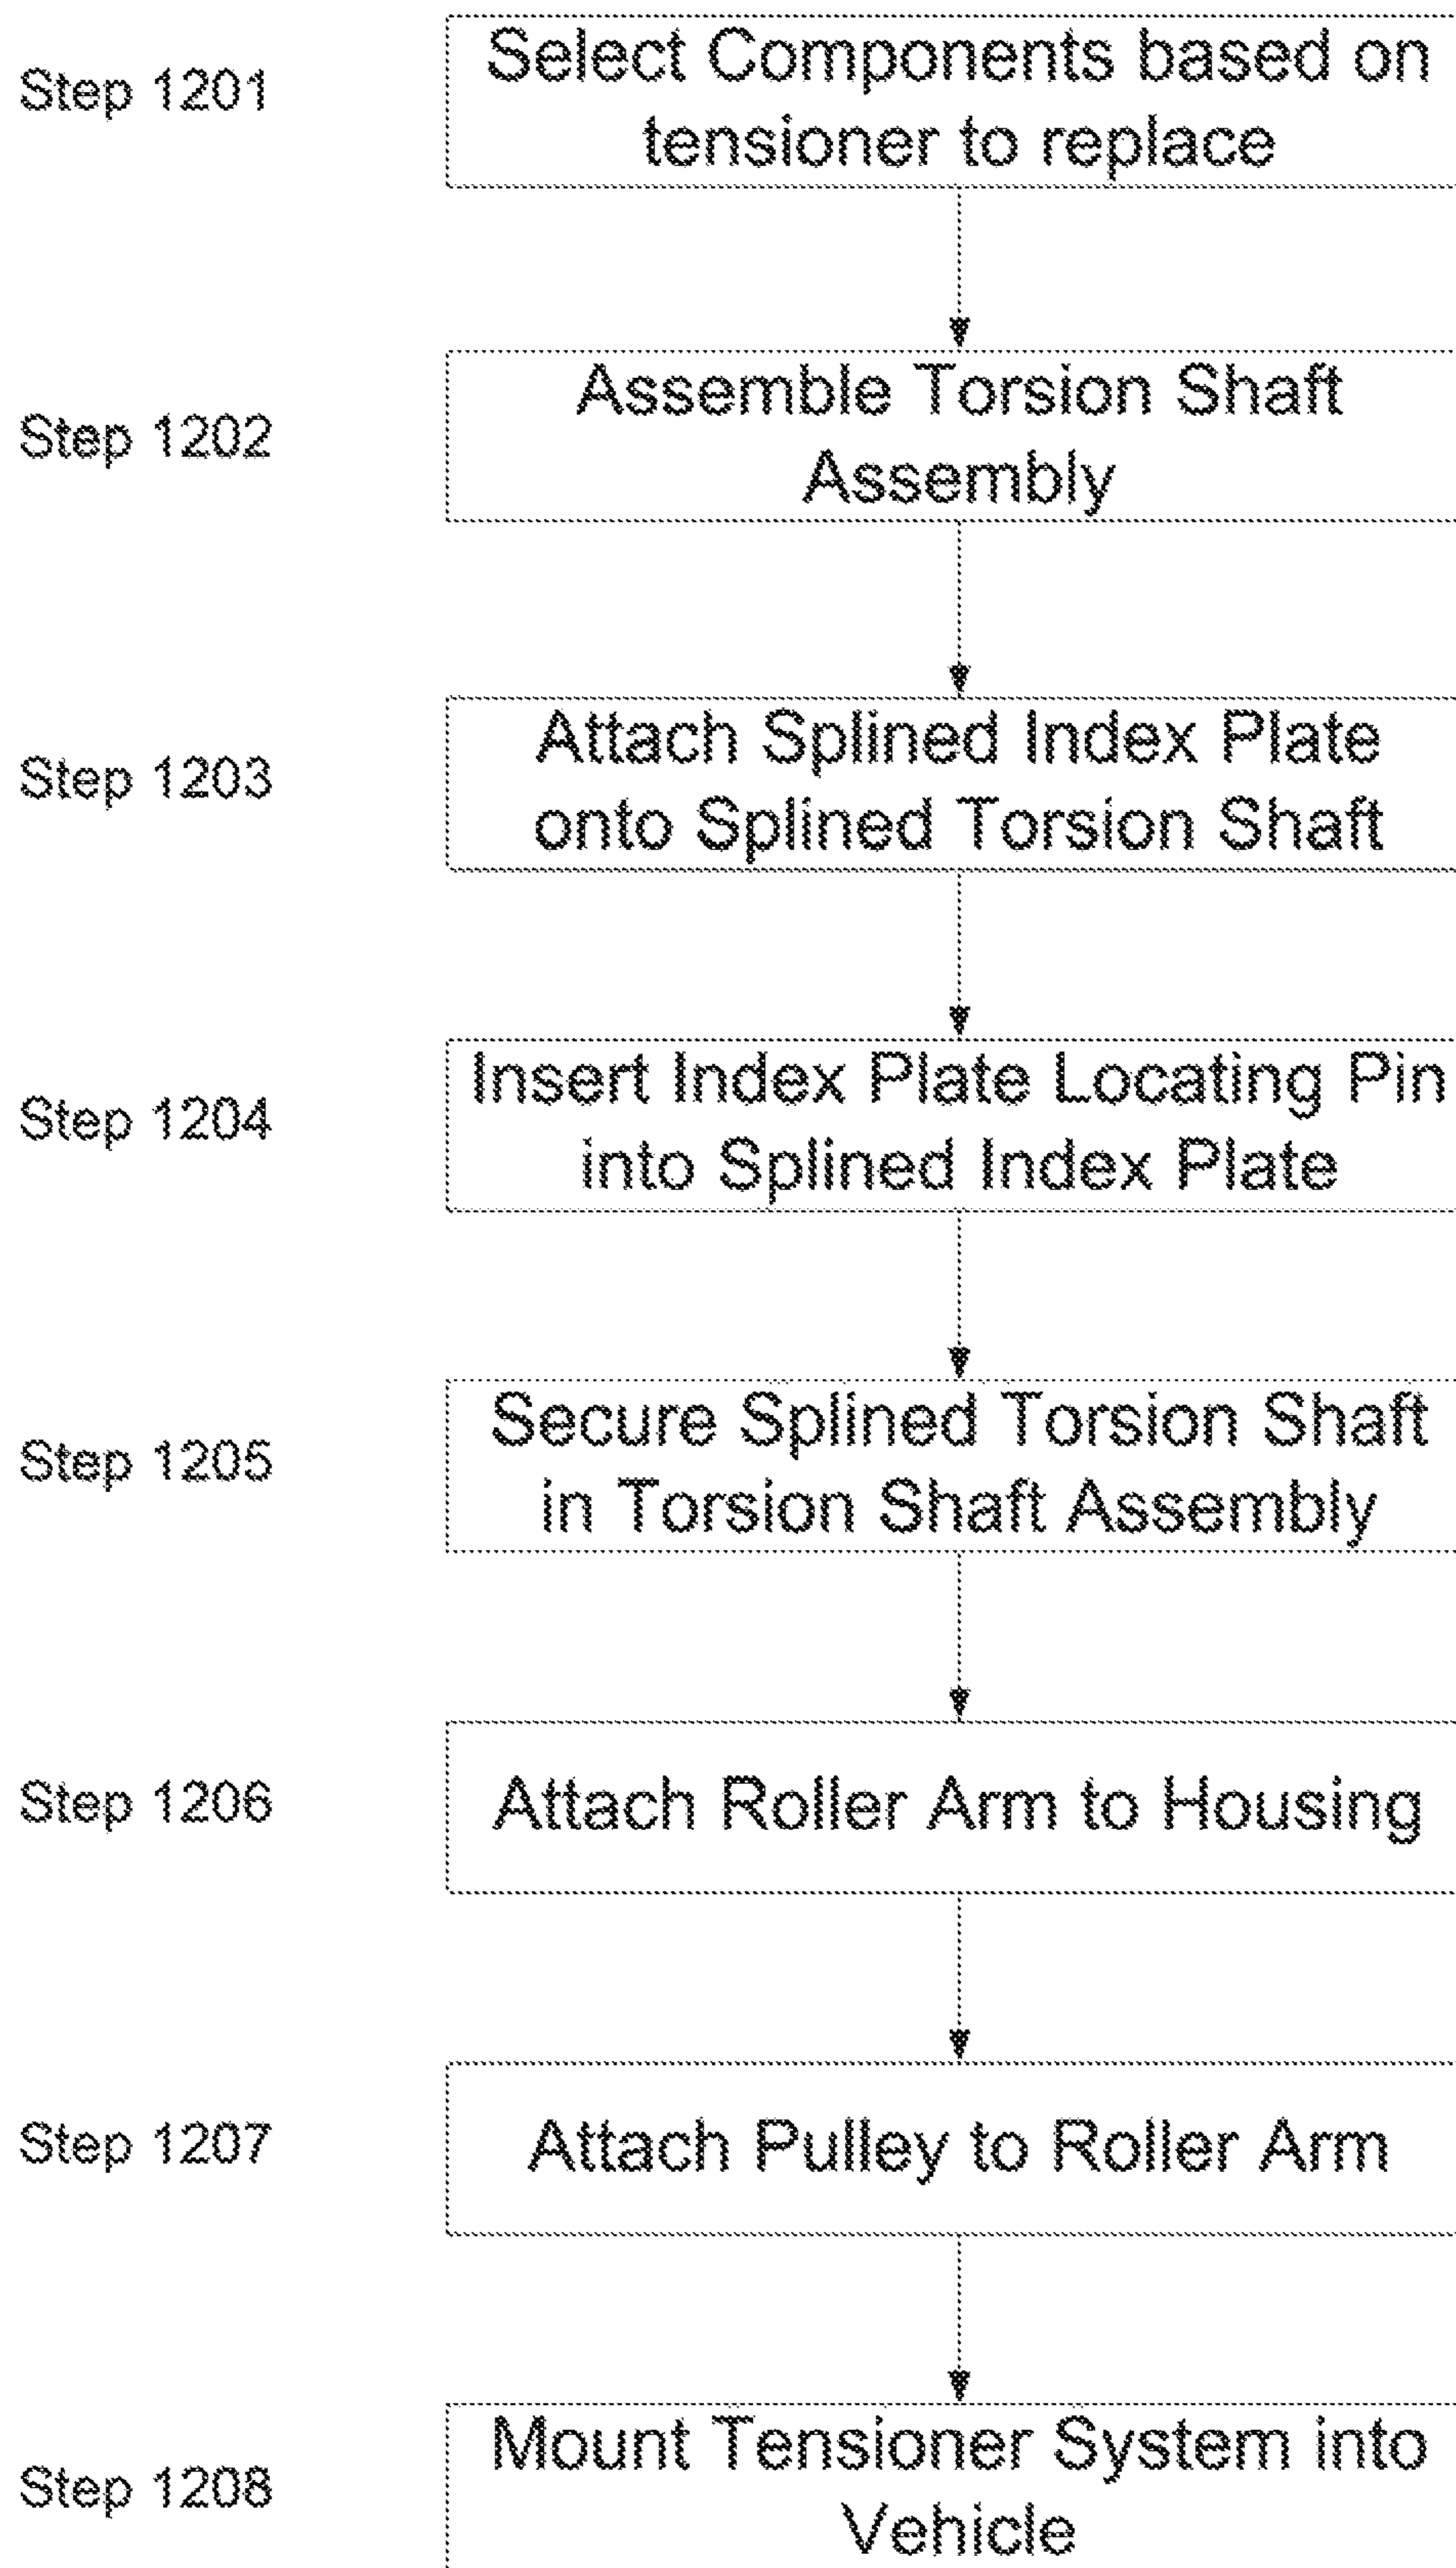 Step 1201
Select Components based on
tensioner to replace
Step 1202
Assemble Torsion Shaft
Assembly
Step 1203
Attach Splined Index Plate
onto Splined Torsion Shaft
Step 1204
Insert Index Plate Locating Pin
into Splined Index Plate
Step 1205
Secure Splined Torsion Shaft
in Torsion Shaft Assembly
Step 1206
Attach Roller Arm to Housing
Step 1207
Attach Pulley to Roller Arm
Step 1208
Mount Tensioner System into
Vehicle